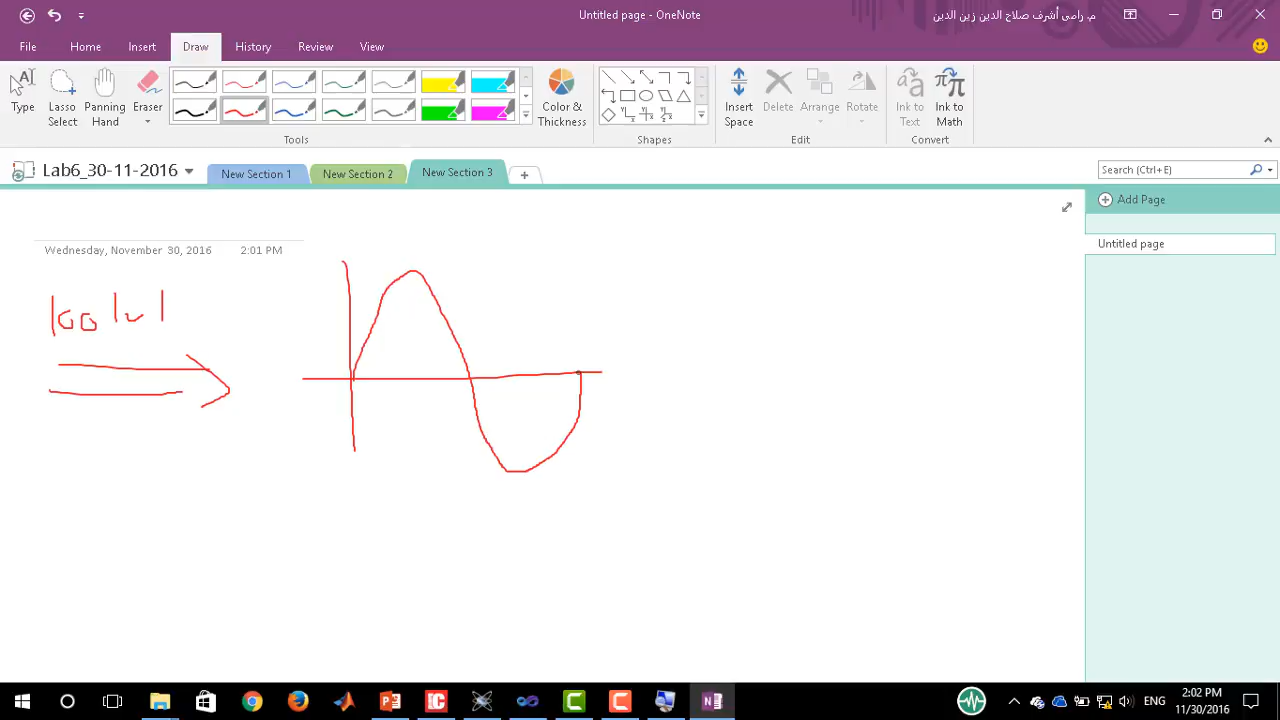 Untitled page - OneNote
م. رامى أشرف صلاح الدين زين الدين
File Home Insert Draw History Review View
Type
Lasso Select
Panning Hand
Eraser
Color & Thickness
Insert Space
Delete
Arrange
Rotate
Ink to Text
Ink to Math
Tools
Shapes
Edit
Convert
Lab6_30-11-2016
New Section 1
New Section 2
New Section 3
Search (Ctrl+E)
Add Page
Untitled page
Wednesday, November 30, 2016 2:01 PM
ENG
2:02 PM
11/30/2016